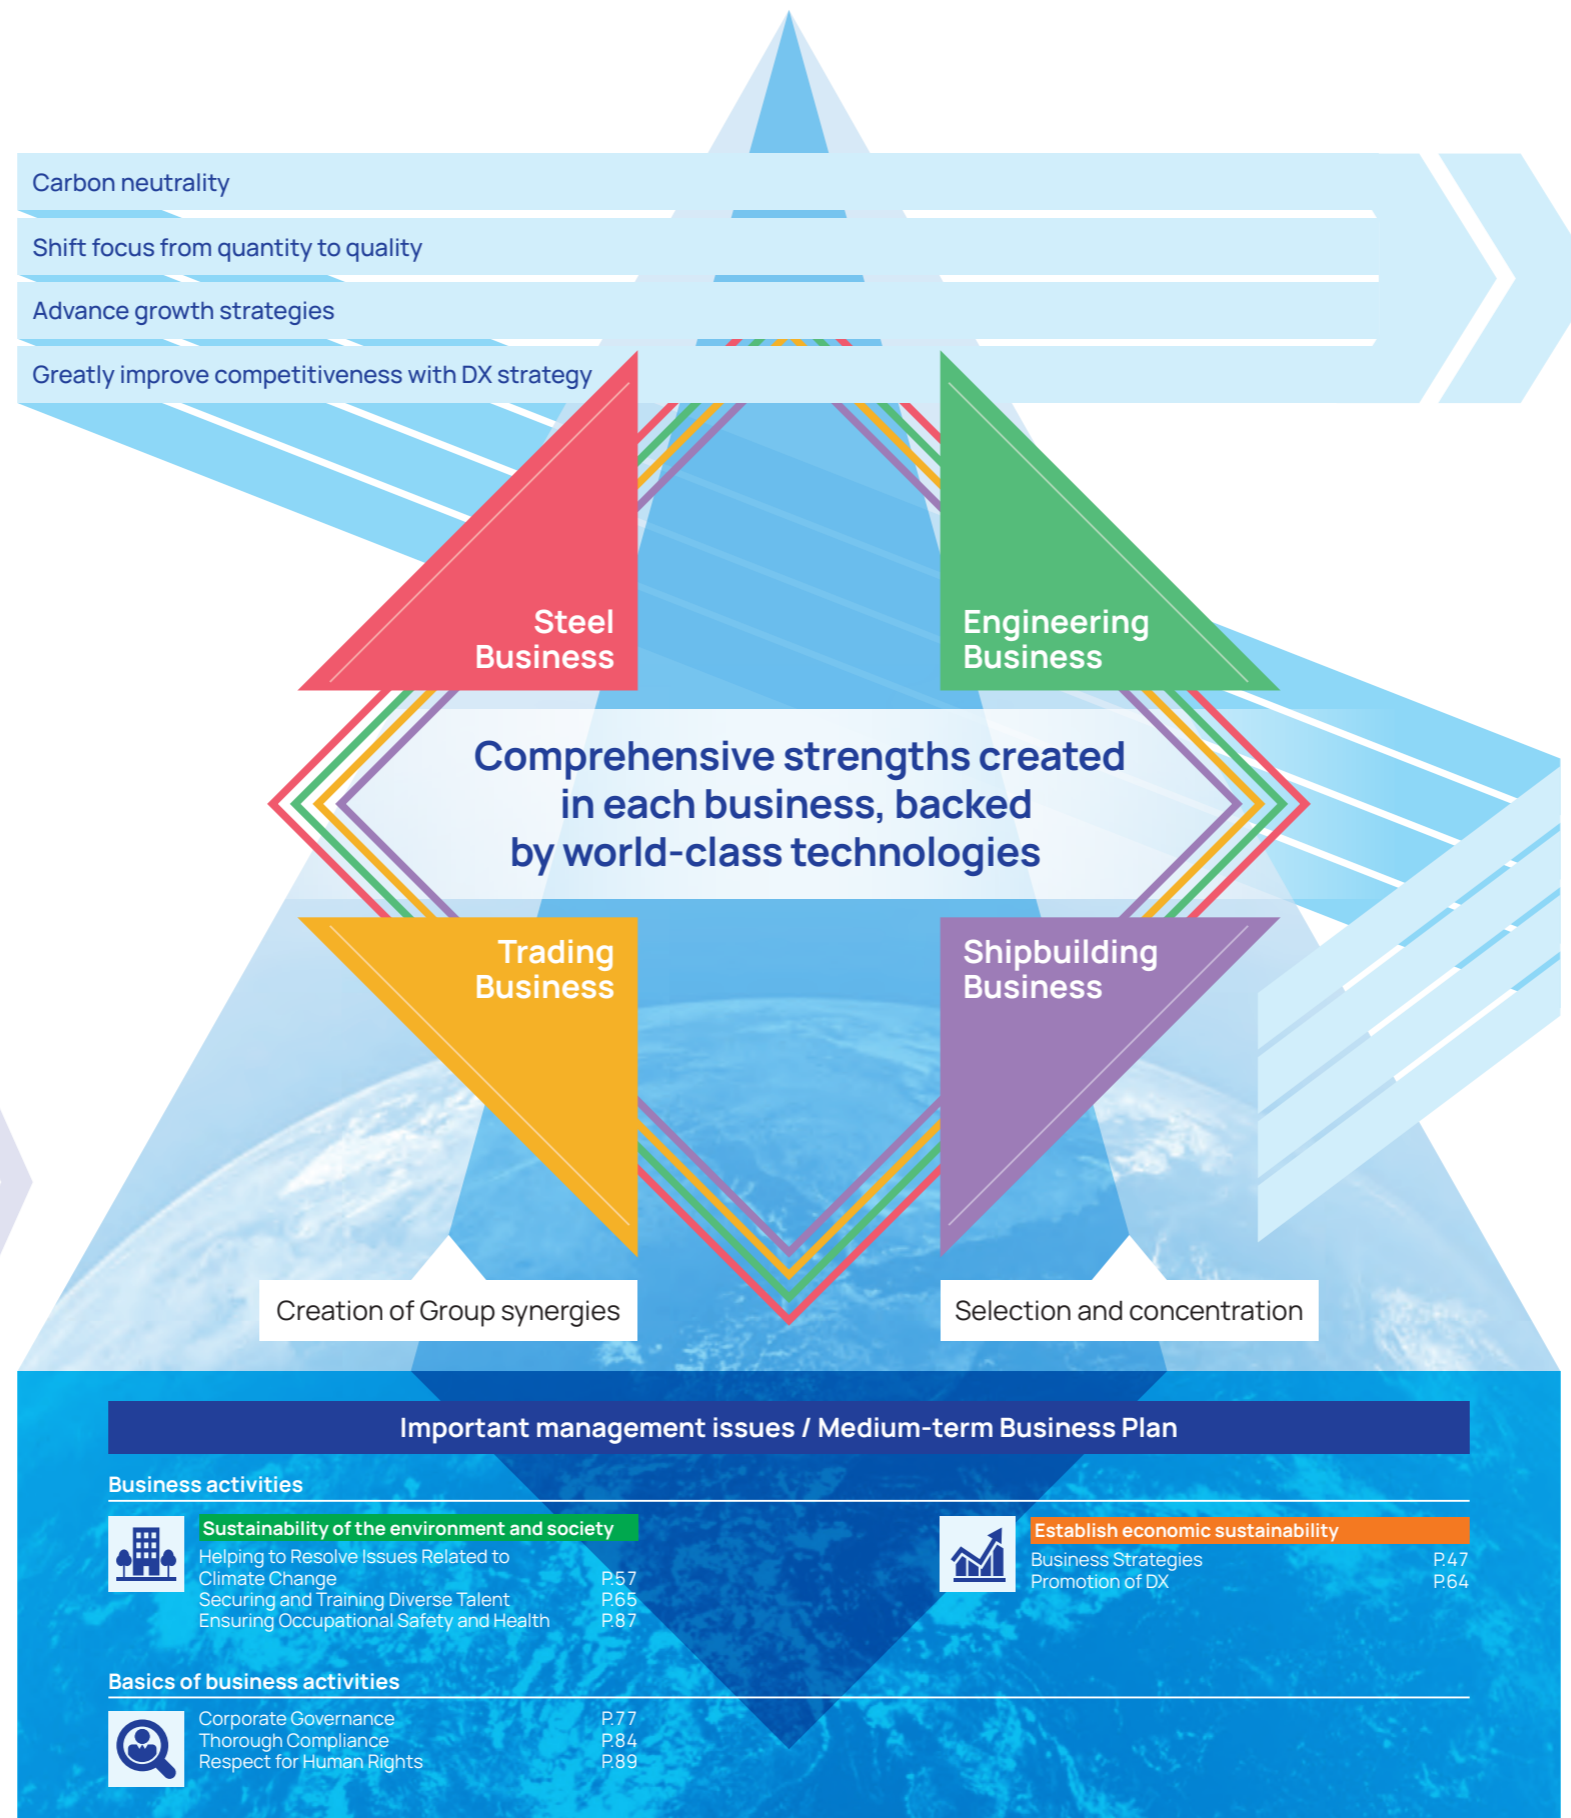 Carbon neutrality
Shift focus from quantity to quality
Advance growth strategies
Greatly improve competitiveness with DX strategy
Steel
Business
Engineering
Business
Comprehensive strengths created
in each business, backed
by world-class technologies
Trading
Business
Shipbuilding
Business
Creation of Group synergies
Selection and concentration
Important management issues / Medium-term Business Plan
Business activities
Sustainability of the environment and society
Helping to Resolve Issues Related to
Climate Change P.57
Securing and Training Diverse Talent P.65
Ensuring Occupational Safety and Health P.87
Establish economic sustainability
Business Strategies P.47
Promotion of DX P.64
Basics of business activities
Corporate Governance P.77
Thorough Compliance P.84
Respect for Human Rights P.89